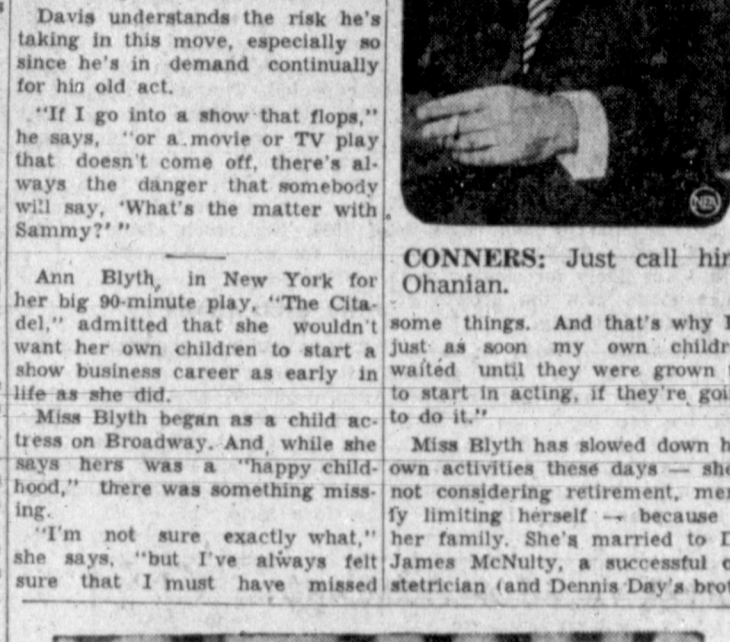 Davis understands the risk he's
taking in this move, especially so
since he's in demand continually
for his old act.
"If I go into a show that flops,"
he says, "or a movie or TV play
that doesn't come off, there's al-
ways the danger that somebody
will say, 'What's the matter with
Sammy?' "
Ann Blyth, in New York for
her big 90-minute play, "The Cita-
del," admitted that she wouldn't
want her own children to start a
show business career as early in
life as she did.
Miss Blyth began as a child ac-
tress on Broadway. And, while she
says hers was a "happy child-
hood," there was something miss-
ing.
"I'm not sure exactly what,"
she says, "but I've always felt
sure that I must have missed
NEA
CONNERS: Just call
Ohanian.
some things. And that's why
just as soon my own
waited until they were grown
to start in acting, if they're
to do it."
Miss Blyth has slowed down
own activities these days —
not considering retirement,
fy limiting herself — because
her family. She's married to
James McNulty, a successful
stetrician (and Dennis Day's